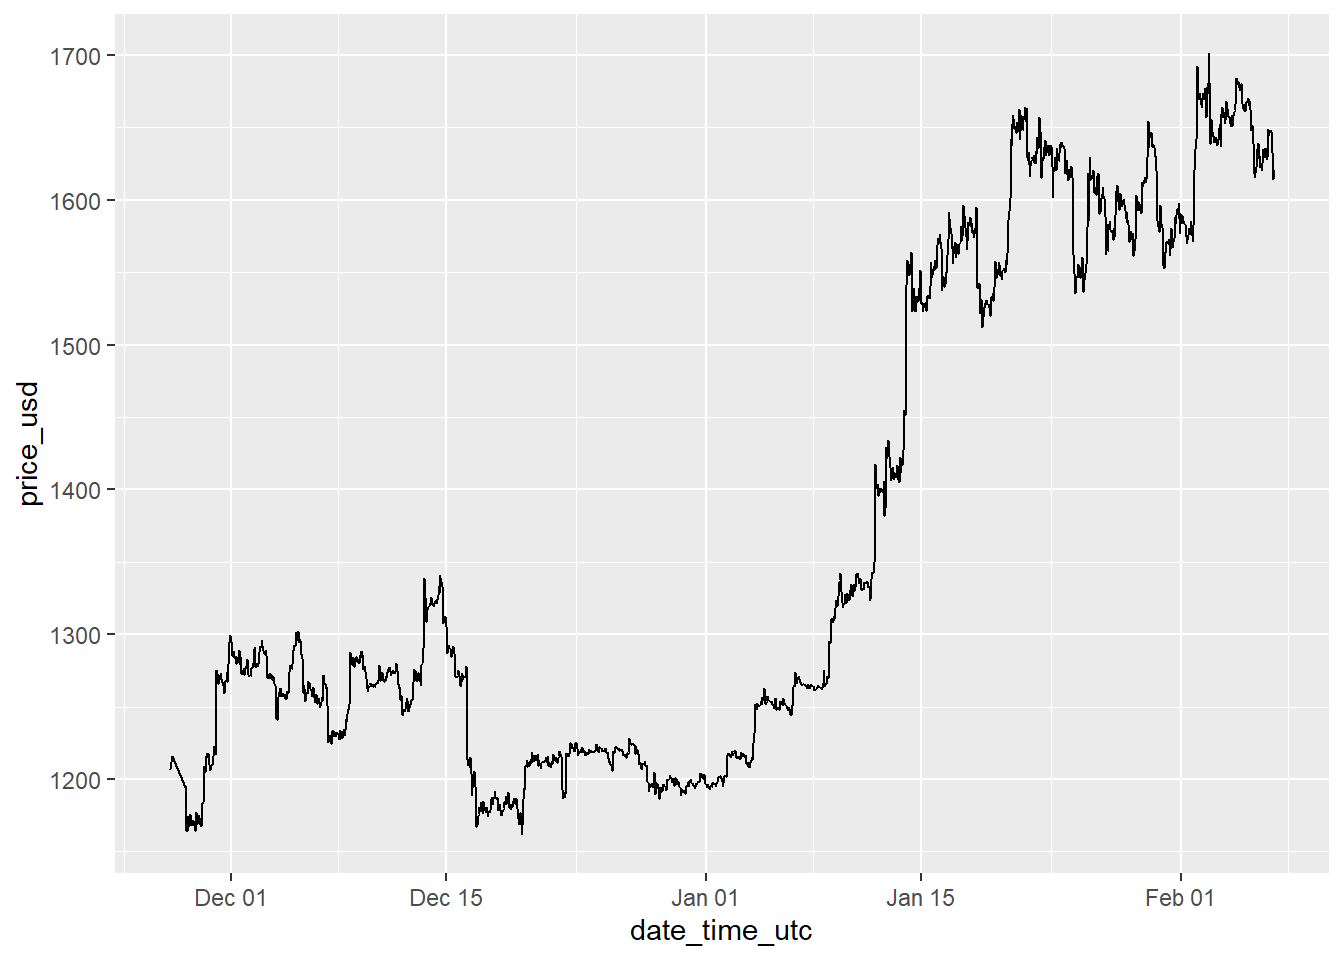 1700
1600
1500
1400
1300
1200
price_usd
Dec 01
Dec 15
Jan 01
Jan 15
Feb 01
date_time_utc